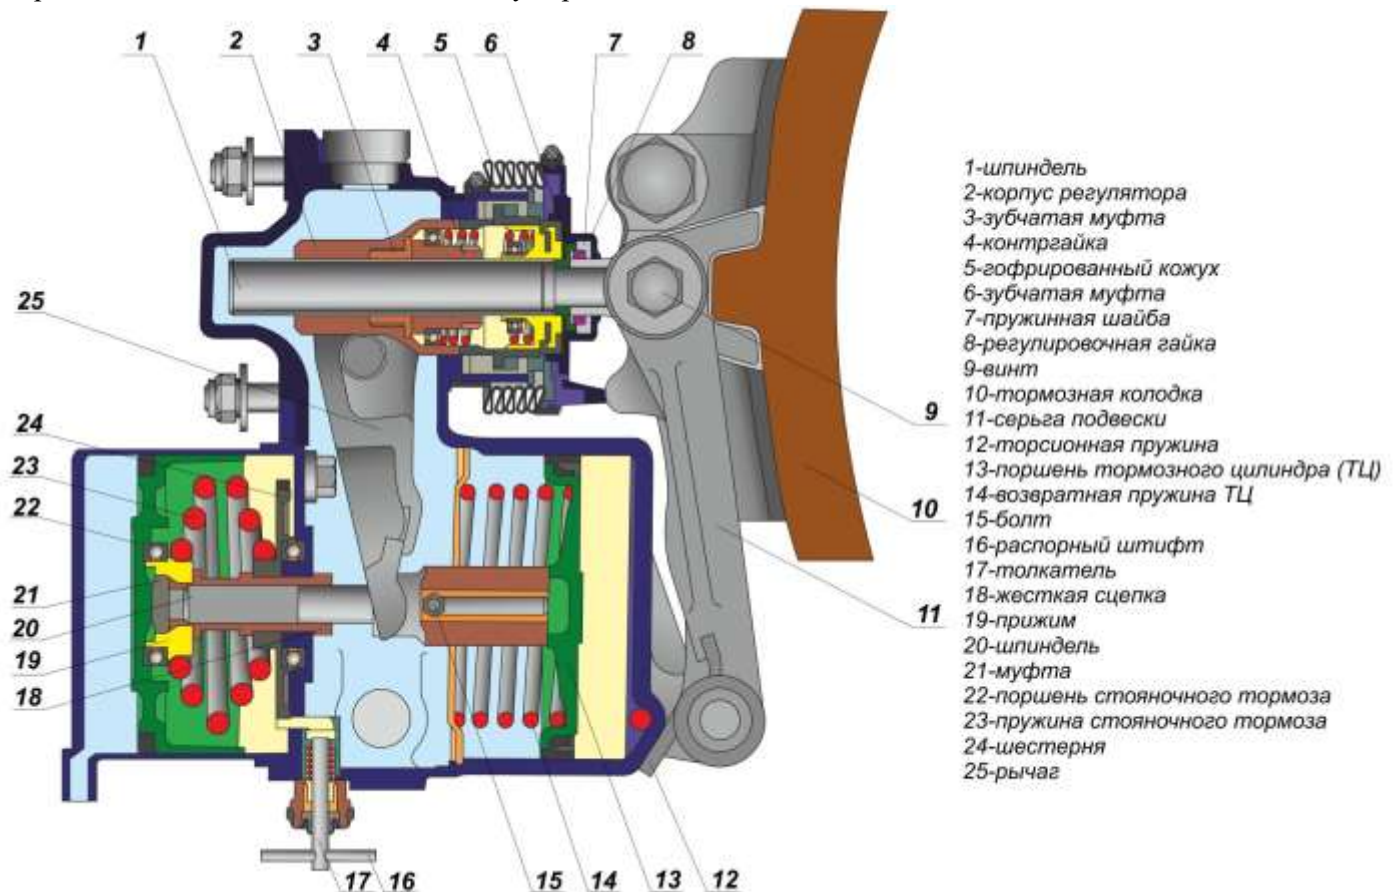 1 2 3 4 5 6 7 8
25
24
23
22
21
20
19
18
9
10
11
17 16 15 14 13 12
1-шпиндель
2-корпус регулятора
3-зубчатая муфта
4-контргайка
5-гофрированный кожух
6-зубчатая муфта
7-пружинная шайба
8-регулировочная гайка
9-винт
10-тормозная колодка
11-серьга подвески
12-торсионная пружина
13-поршень тормозного цилиндра (ТЦ)
14-возвратная пружина ТЦ
15-болт
16-распорный штифт
17-толкатель
18-жесткая сцепка
19-прижим
20-шпиндель
21-муфта
22-поршень стояночного тормоза
23-пружина стояночного тормоза
24-шестерня
25-рычаг